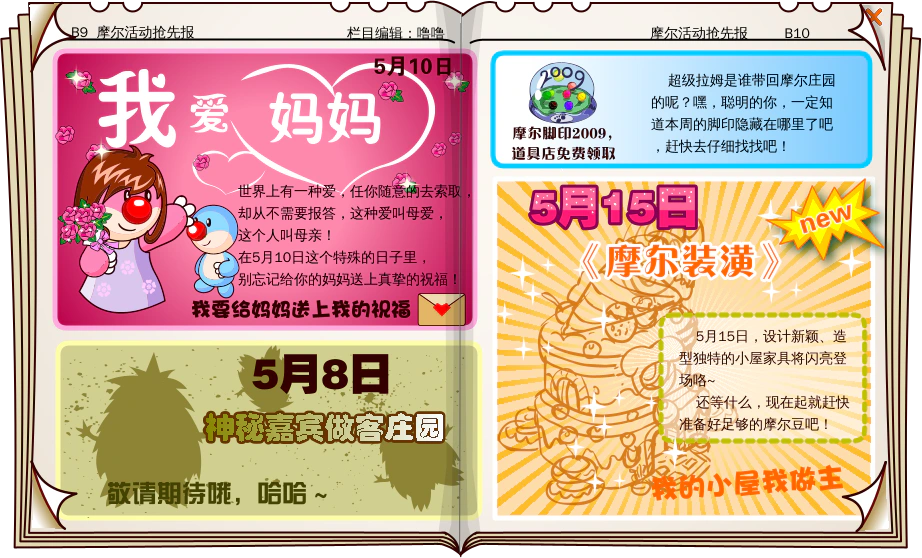 B9 摩尔活动抢先报 栏目编辑：噜噜
5月10日
我爱妈妈
世界上有一种爱，任你随意的去索取，
却从不需要报答，这种爱叫母爱，
这个人叫母亲！
在5月10日这个特殊的日子里，
别忘记给你的妈妈送上真挚的祝福！
我要给妈妈送上我的祝福
5月8日
神秘嘉宾做客庄园
敬请期待哦，哈哈～
摩尔活动抢先报 B10
2009
摩尔脚印2009，
道具店免费领取
超级拉姆是谁带回摩尔庄园
的呢？嘿，聪明的你，一定知
道本周的脚印隐藏在哪里了吧
，赶快去仔细找找吧！
5月15日
new
《摩尔装潢》
5月15日，设计新颖、造
型独特的小屋家具将闪亮登
场咯~
还等什么，现在起就赶快
准备好足够的摩尔豆吧！
我的小屋我做主